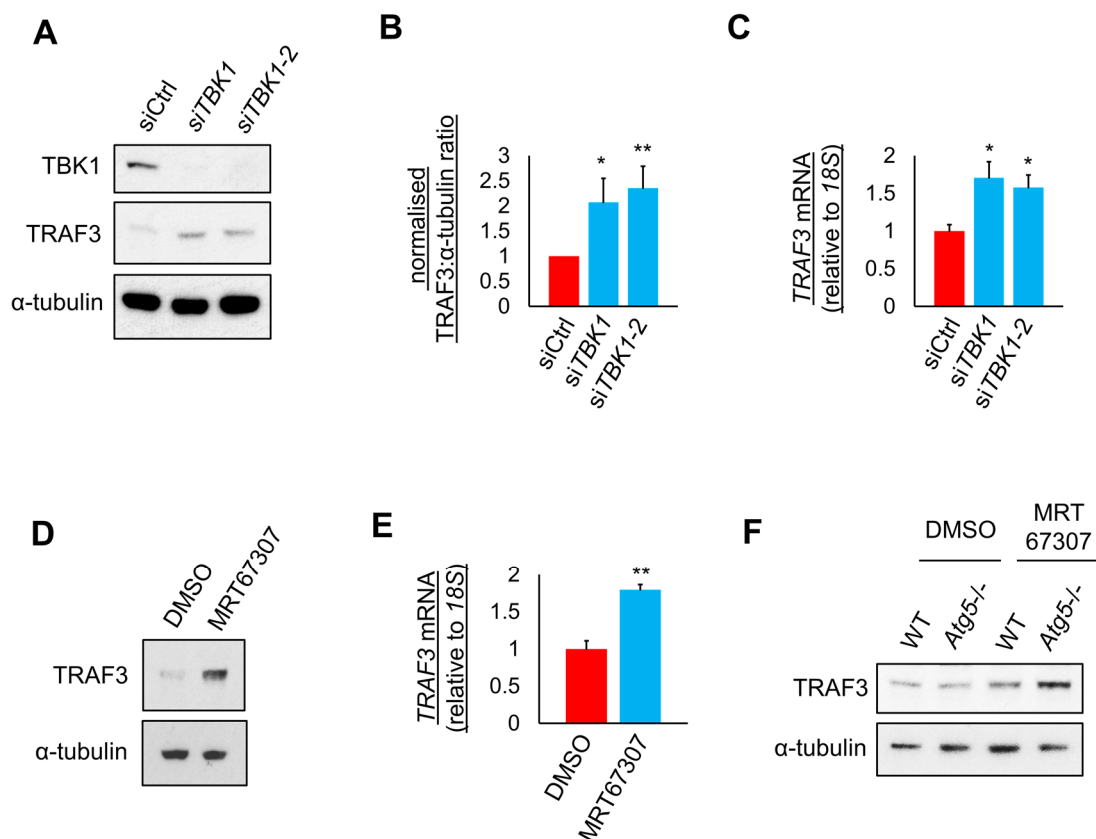 A
siCtrl
siTBK1
siTBK1-2
TBK1
TRAF3
α-tubulin
B
normalised
TRAF3:α-tubulin ratio
3
2.5
2
1
0.5
0
*
**
siCtrl
siTBK1
siTBK1-2
C
TRAF3 mRNA
(relative to 18S)
2
1.5
1
0.5
0
*
*
siCtrl
siTBK1
siTBK1-2
D
DMSO
MRT67307
TRAF3
α-tubulin
E
TRAF3 mRNA
(relative to 18S)
2
1.5
1
0.5
0
**
DMSO
MRT67307
F
DMSO
MRT
67307
WT
Atg5-/-
WT
Atg5-/-
TRAF3
α-tubulin